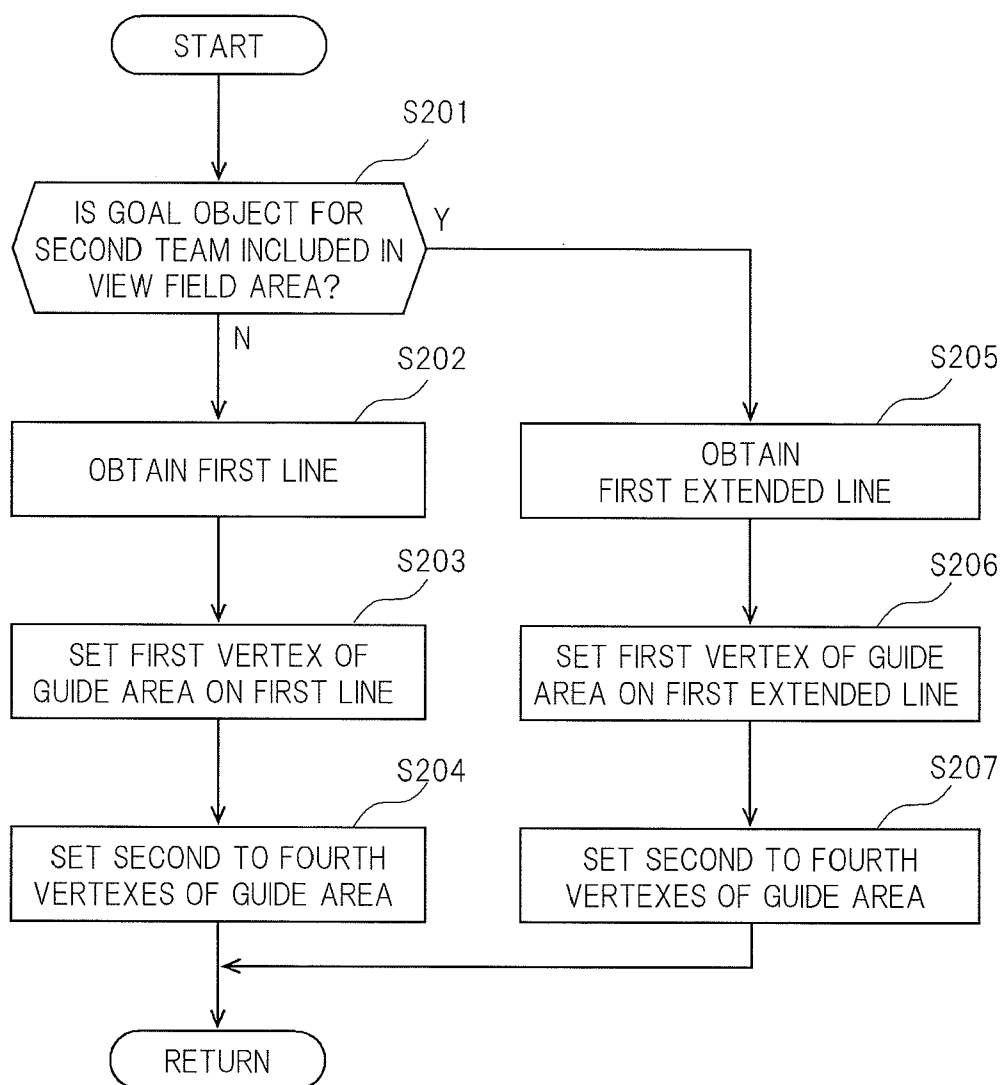 START
S201
IS GOAL OBJECT FOR
SECOND TEAM INCLUDED IN
VIEW FIELD AREA?
Y
N
S202
OBTAIN FIRST LINE
S203
SET FIRST VERTEX OF
GUIDE AREA ON FIRST LINE
S204
SET SECOND TO FOURTH
VERTEXES OF GUIDE AREA
S205
OBTAIN
FIRST EXTENDED LINE
S206
SET FIRST VERTEX OF GUIDE
AREA ON FIRST EXTENDED LINE
S207
SET SECOND TO FOURTH
VERTEXES OF GUIDE AREA
RETURN